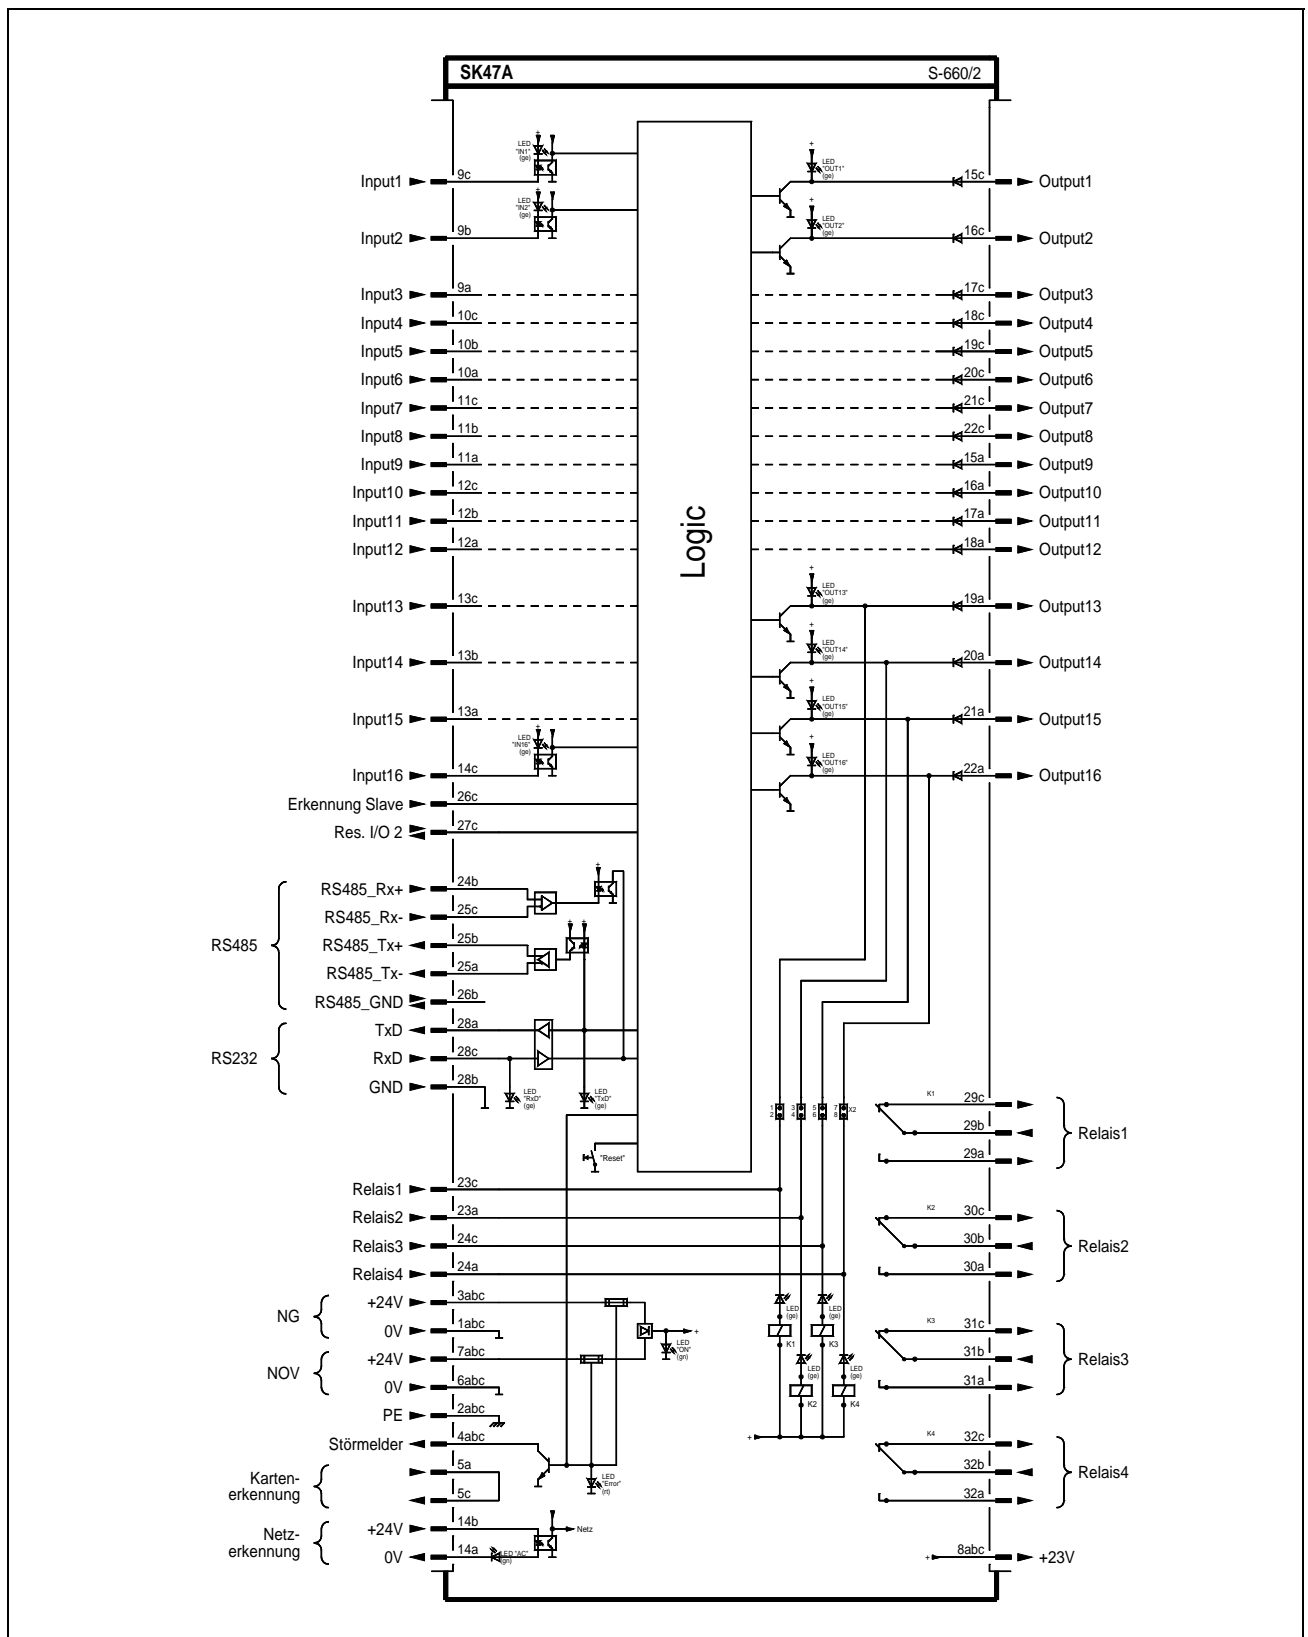 SK47A S-660/2
LED
"IN1"
(ge)
+
Input1 9c
LED
"IN2"
(ge)
+
Input2 9b
Input3 9a
Input4 10c
Input5 10b
Input6 10a
Input7 11c
Input8 11b
Input9 11a
Input10 12c
Input11 12b
Input12 12a
Input13 13c
Input14 13b
Input15 13a
LED
"IN16"
(ge)
+
Input16 14c
Erkennung Slave 26c
Res. I/O 2 27c
RS485
RS485_Rx+ 24b
RS485_Rx- 25c
RS485_Tx+ 25b
RS485_Tx- 25a
RS485_GND 26b
+
+ +
RS232
TxD 28a
RxD 28c
GND 28b
LED
"RxD"
(ge)
LED
"TxD"
(ge)
"Reset"
Relais1 23c
Relais2 23a
Relais3 24c
Relais4 24a
NG
+24V 3abc
0V 1abc
NOV
+24V 7abc
0V 6abc
+
LED
"ON"
(gn)
PE 2abc
Störmelder 4abc
Karten-
erkennung
5a
5c
LED
"Error"
(rt)
Netz-
erkennung
+24V 14b
0V 14a
LED "AC"
(gn)
Netz
Logic
+
LED
"OUT1"
(ge)
15c Output1
+
LED
"OUT2"
(ge)
16c Output2
17c Output3
18c Output4
19c Output5
20c Output6
21c Output7
22c Output8
15a Output9
16a Output10
17a Output11
18a Output12
+
LED
"OUT13"
(ge)
19a Output13
+
LED
"OUT14"
(ge)
20a Output14
+
LED
"OUT15"
(ge)
21a Output15
+
LED
"OUT16"
(ge)
22a Output16
1 3 5 7 X2
2 4 6 8
K1 29c
29b Relais1
29a
K2 30c
30b Relais2
30a
K3 31c
31b Relais3
31a
K4 32c
32b Relais4
32a
LED
(ge)
K1
LED
(ge)
K3
LED
(ge)
K2
LED
(ge)
K4
+
+ 8abc +23V